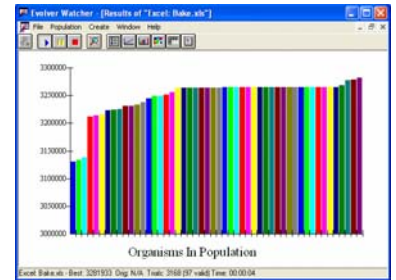 Evolver Watcher - [Results of "Excel: Bake.xls"]
File Population Create Window Help
3300000
3250000
3200000
3150000
3100000
3050000
3000000
Organisms In Population
Excel: Bake.xls - Best: 3281933 Orig: N/A Trials: 3160 (97 valid) Time: 00:00:04